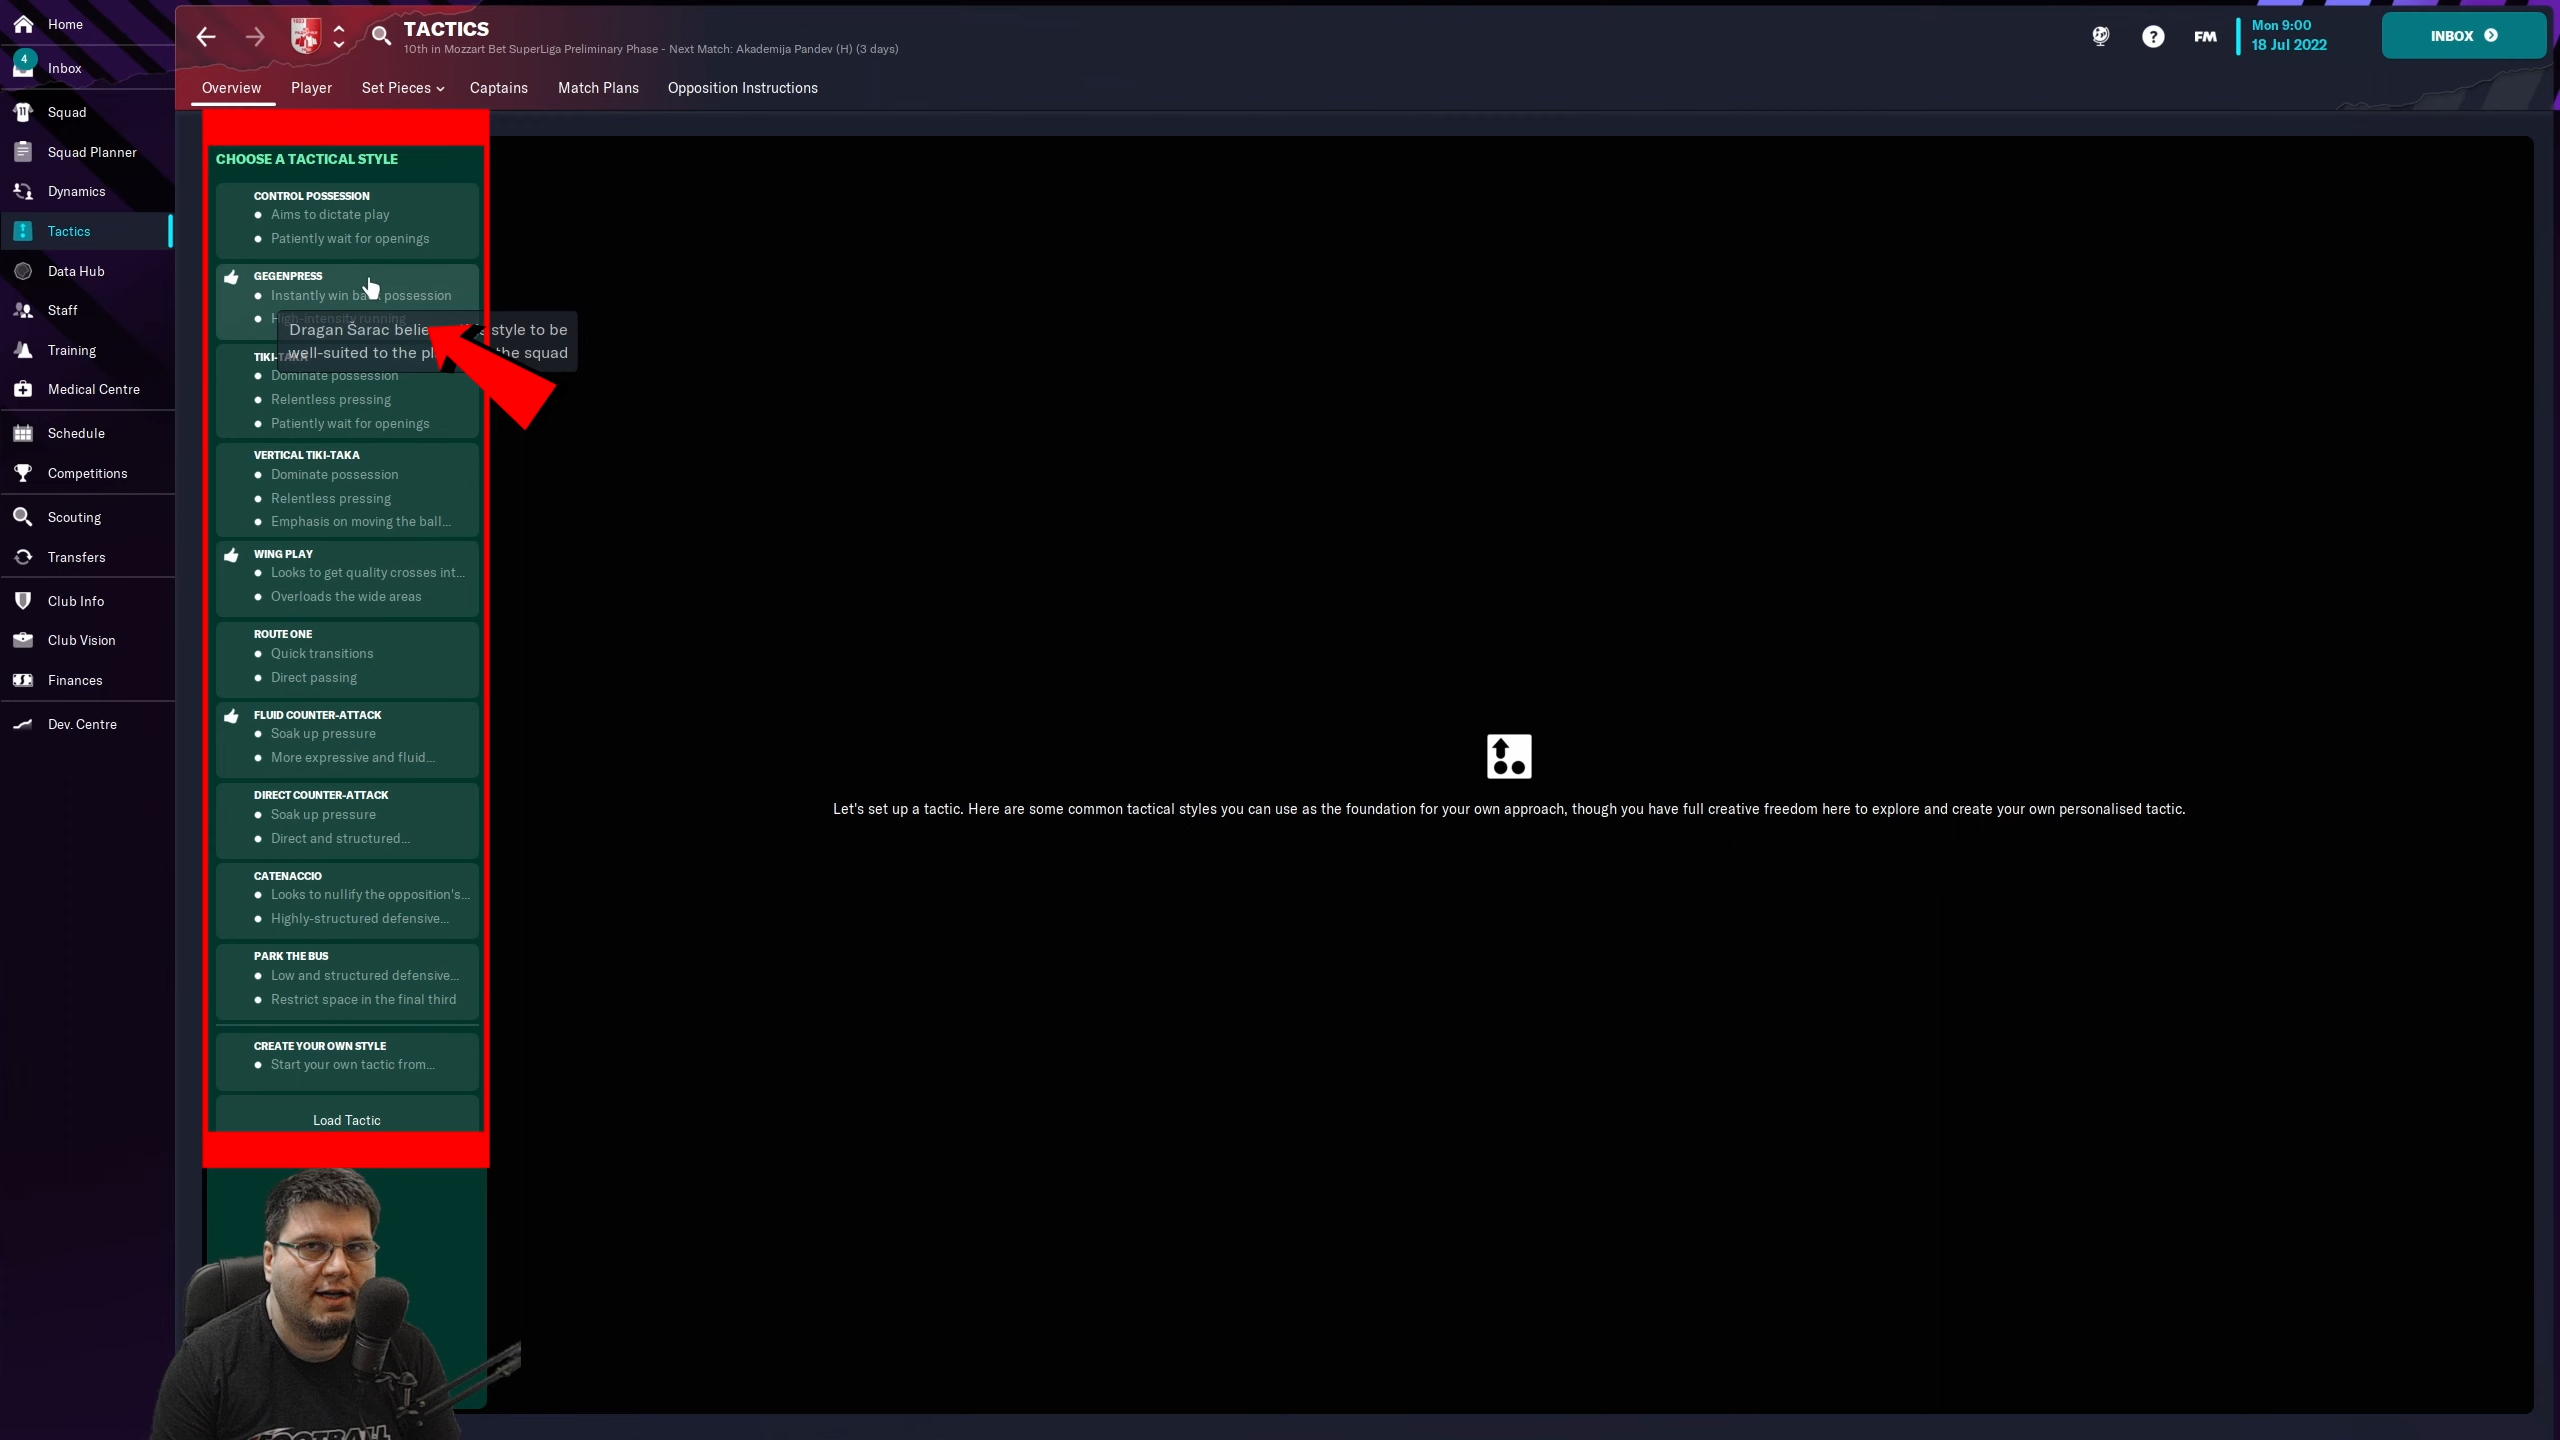 Home
4
Inbox
Squad
Squad Planner
Dynamics
Tactics
Data Hub
Staff
Training
Medical Centre
Schedule
Competitions
Scouting
Transfers
Club Info
Club Vision
Finances
Dev. Centre
TACTICS
10th in Mozzart Bet SuperLiga Preliminary Phase - Next Match: Akademija Pandev (H) (3 days)
FM
Mon 9:00
18 Jul 2022
INBOX
Overview
Player
Set Pieces
Captains
Match Plans
Opposition Instructions
CHOOSE A TACTICAL STYLE
CONTROL POSSESSION
Aims to dictate play
Patiently wait for openings
GEGENPRESS
Instantly win back possession
High-intensity running
Dragan Šarac style to be
well-suited to the the squad
TIKI-TAKA
Dominate possession
Relentless pressing
Patiently wait for openings
VERTICAL TIKI-TAKA
Dominate possession
Relentless pressing
Emphasis on moving the ball...
WING PLAY
Looks to get quality crosses int...
Overloads the wide areas
ROUTE ONE
Quick transitions
Direct passing
FLUID COUNTER-ATTACK
Soak up pressure
More expressive and fluid...
DIRECT COUNTER-ATTACK
Soak up pressure
Direct and structured...
CATENACCIO
Looks to nullify the opposition's...
Highly-structured defensive...
PARK THE BUS
Low and structured defensive...
Restrict space in the final third
CREATE YOUR OWN STYLE
Start your own tactic from...
Load Tactic
Let's set up a tactic. Here are some common tactical styles you can use as the foundation for your own approach, though you have full creative freedom here to explore and create your own personalised tactic.
FOOTBALL